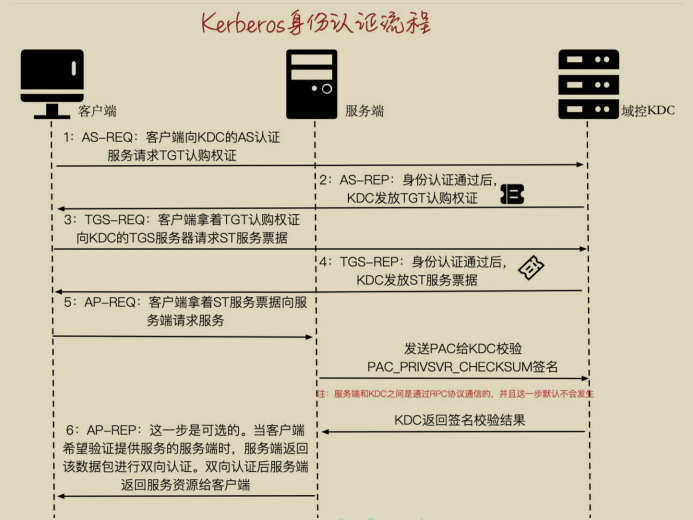 Kerberos身份认证流程
客户端
服务端
域控KDC
1：AS-REQ：客户端向KDC的AS认证
服务请求TGT认购权证
2：AS-REP：身份认证通过后，
KDC发放TGT认购权证
3：TGS-REQ：客户端拿着TGT认购权证
向KDC的TGS服务器请求ST服务票据
4：TGS-REP：身份认证通过后，
KDC发放ST服务票据
5：AP-REQ：客户端拿着ST服务票据向服
务端请求服务
发送PAC给KDC校验
PAC_PRIVSVR_CHECKSUM签名
注：服务端和KDC之间是通过RPC协议通信的，并且这一步默认不会发生
KDC返回签名校验结果
6：AP-REP：这一步是可选的。当客户端
希望验证提供服务的服务端时，服务端返回
该数据包进行双向认证。双向认证后服务端
返回服务资源给客户端